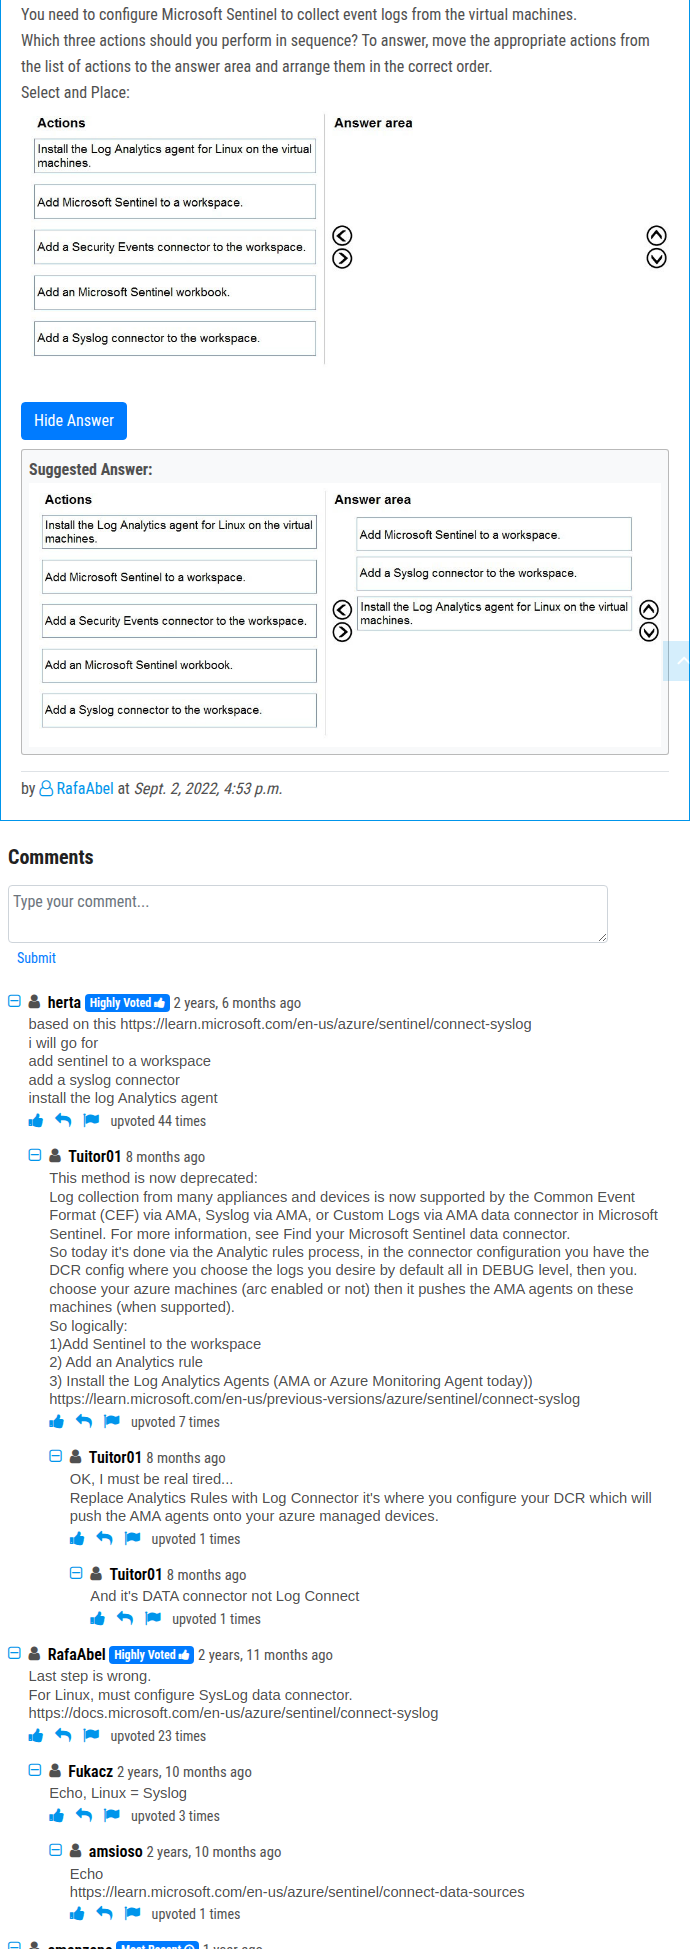 You need to configure Microsoft Sentinel to collect event logs from the virtual machines.
Which three actions should you perform in sequence? To answer, move the appropriate actions from
the list of actions to the answer area and arrange them in the correct order.
Select and Place:
Actions
Answer area
Install the Log Analytics agent for Linux on the virtual
machines.
Add Microsoft Sentinel to a workspace.
Add a Security Events connector to the workspace.
Add an Microsoft Sentinel workbook.
Add a Syslog connector to the workspace.
Hide Answer
Suggested Answer:
Actions
Answer area
Install the Log Analytics agent for Linux on the virtual
machines.
Add Microsoft Sentinel to a workspace.
Add a Security Events connector to the workspace.
Add an Microsoft Sentinel workbook.
Add a Syslog connector to the workspace.
Add Microsoft Sentinel to a workspace.
Add a Syslog connector to the workspace.
Install the Log Analytics agent for Linux on the virtual
machines.
by RafaAbel at Sept. 2, 2022, 4:53 p.m.
Comments
Type your comment...
Submit
herta Highly Voted 2 years, 6 months ago
based on this https://learn.microsoft.com/en-us/azure/sentinel/connect-syslog
i will go for
add sentinel to a workspace
add a syslog connector
install the log Analytics agent
upvoted 44 times
Tuitor01 8 months ago
This method is now deprecated:
Log collection from many appliances and devices is now supported by the Common Event
Format (CEF) via AMA, Syslog via AMA, or Custom Logs via AMA data connector in Microsoft
Sentinel. For more information, see Find your Microsoft Sentinel data connector.
So today it's done via the Analytic rules process, in the connector configuration you have the
DCR config where you choose the logs you desire by default all in DEBUG level, then you.
choose your azure machines (arc enabled or not) then it pushes the AMA agents on these
machines (when supported).
So logically:
1)Add Sentinel to the workspace
2) Add an Analytics rule
3) Install the Log Analytics Agents (AMA or Azure Monitoring Agent today))
https://learn.microsoft.com/en-us/previous-versions/azure/sentinel/connect-syslog
upvoted 7 times
Tuitor01 8 months ago
OK, I must be real tired...
Replace Analytics Rules with Log Connector it's where you configure your DCR which will
push the AMA agents onto your azure managed devices.
upvoted 1 times
Tuitor01 8 months ago
And it's DATA connector not Log Connect
upvoted 1 times
RafaAbel Highly Voted 2 years, 11 months ago
Last step is wrong.
For Linux, must configure SysLog data connector.
https://docs.microsoft.com/en-us/azure/sentinel/connect-syslog
upvoted 23 times
Fukacz 2 years, 10 months ago
Echo, Linux = Syslog
upvoted 3 times
amsioso 2 years, 10 months ago
Echo
https://learn.microsoft.com/en-us/azure/sentinel/connect-data-sources
upvoted 1 times